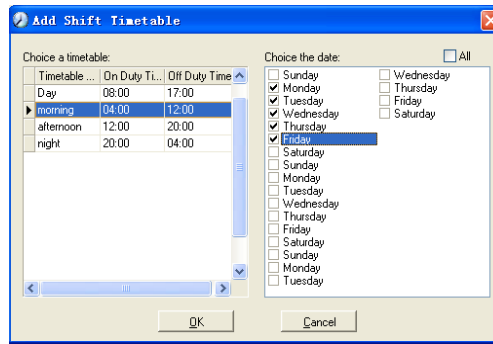 Add Shift Timetable
Choice a timetable:
Timetable ... On Duty Ti... Off Duty Time
Day 08:00 17:00
morning 04:00 12:00
afternoon 12:00 20:00
night 20:00 04:00
Choice the date:
All
Sunday
Monday
Tuesday
Wednesday
Thursday
Friday
Saturday
Sunday
Monday
Tuesday
Wednesday
Thursday
Friday
Saturday
Sunday
Monday
Tuesday
Wednesday
Thursday
Friday
Saturday
OK
Cancel